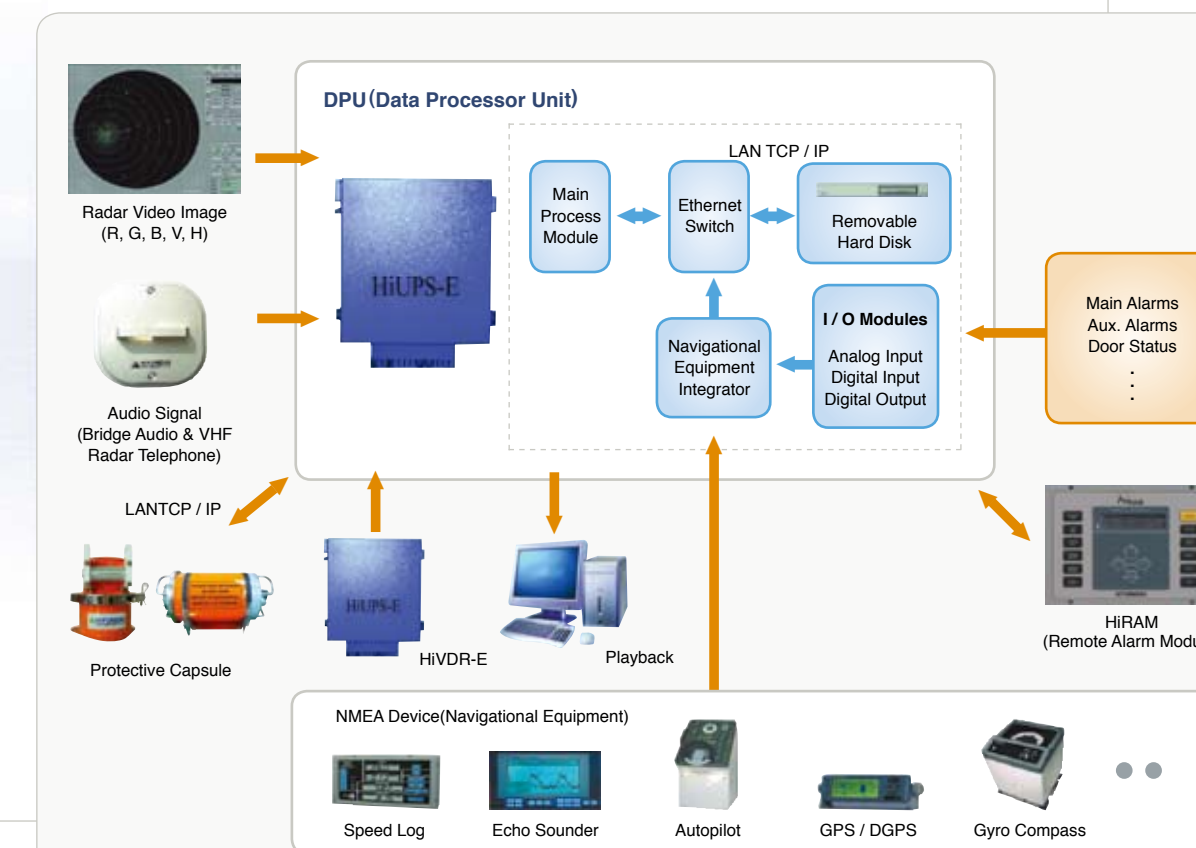 DPU(Data Processor Unit)
LAN TCP / IP
Main
Process
Module
Ethernet
Switch
Removable
Hard Disk
HiUPS-E
Navigational
Equipment
Integrator
I / O Modules
Analog Input
Digital Input
Digital Output
Radar Video Image
(R, G, B, V, H)
Audio Signal
(Bridge Audio & VHF
Radar Telephone)
Main Alarms
Aux. Alarms
Door Status
.
.
.
LANTCP / IP
Protective Capsule
HiUPS-E
HiVDR-E
Playback
HiRAM
(Remote Alarm Modu
NMEA Device(Navigational Equipment)
Speed Log
Echo Sounder
Autopilot
GPS / DGPS
Gyro Compass